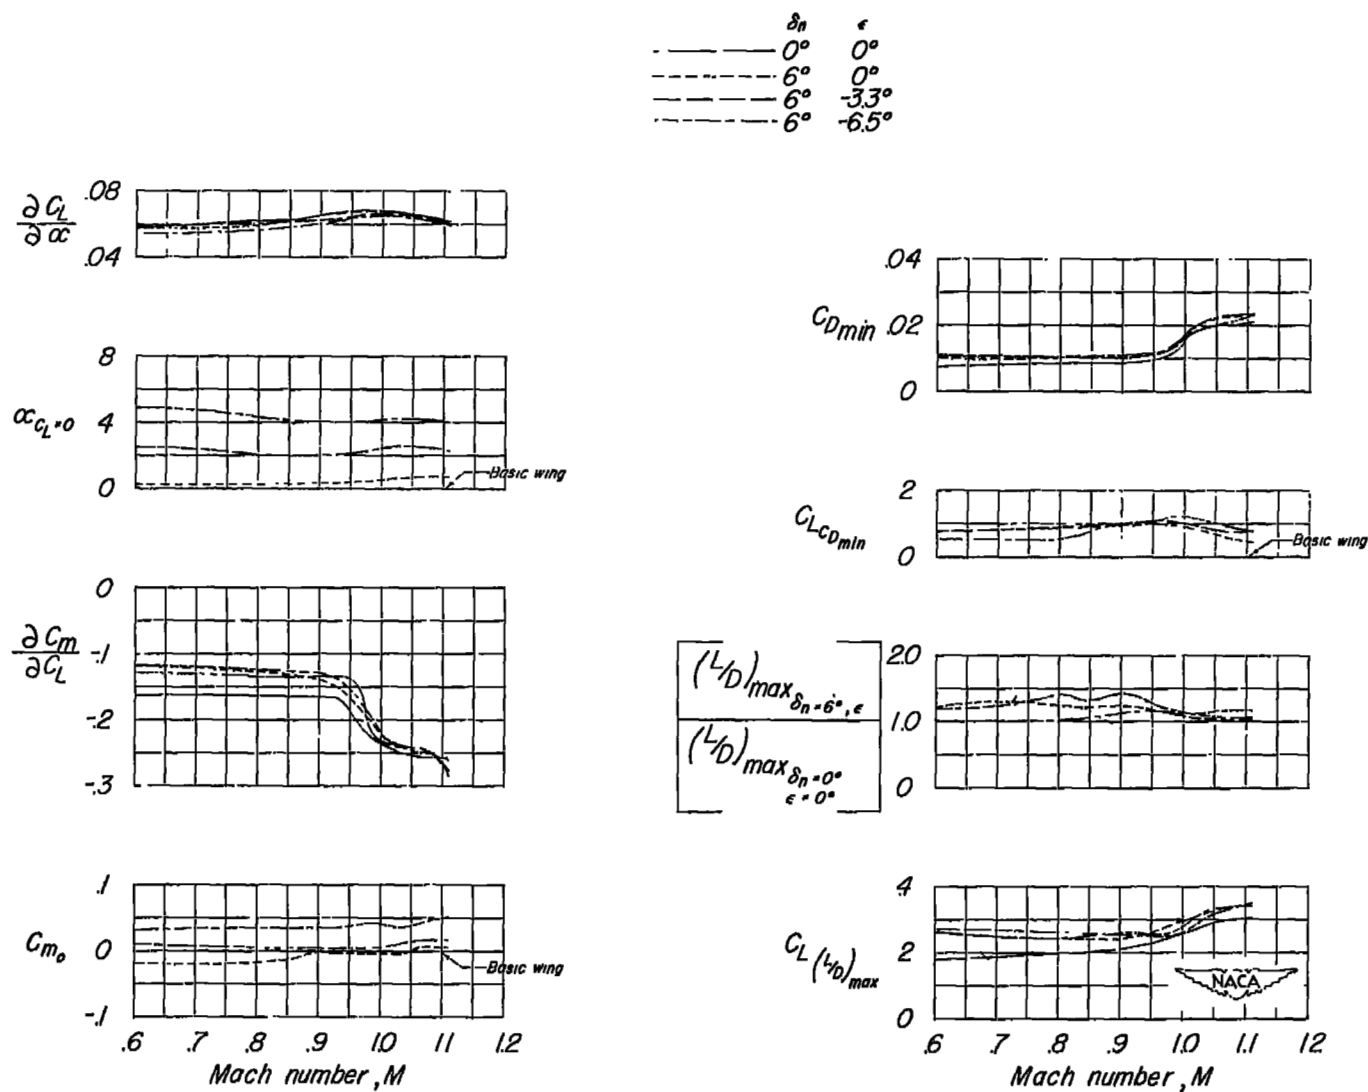 δn ε
0° 0°
6° 0°
6° -3.3°
6° -6.5°
∂CL/∂α
.08
.04
αCL=0
8
4
0
Basic wing
∂Cm/∂CL
0
-.1
-.2
-.3
Cmo
.1
0
-.1
Basic wing
.6 .7 .8 .9 1.0 1.1 1.2
Mach number, M
CDmin
.04
.02
0
CLCDmin
.2
0
Basic wing
(L/D)max δn=6°, ε
(L/D)max δn=0°
ε=0°
2.0
1.0
0
CL(L/D)max
.4
.2
0
NACA
.6 .7 .8 .9 1.0 1.1 1.2
Mach number, M